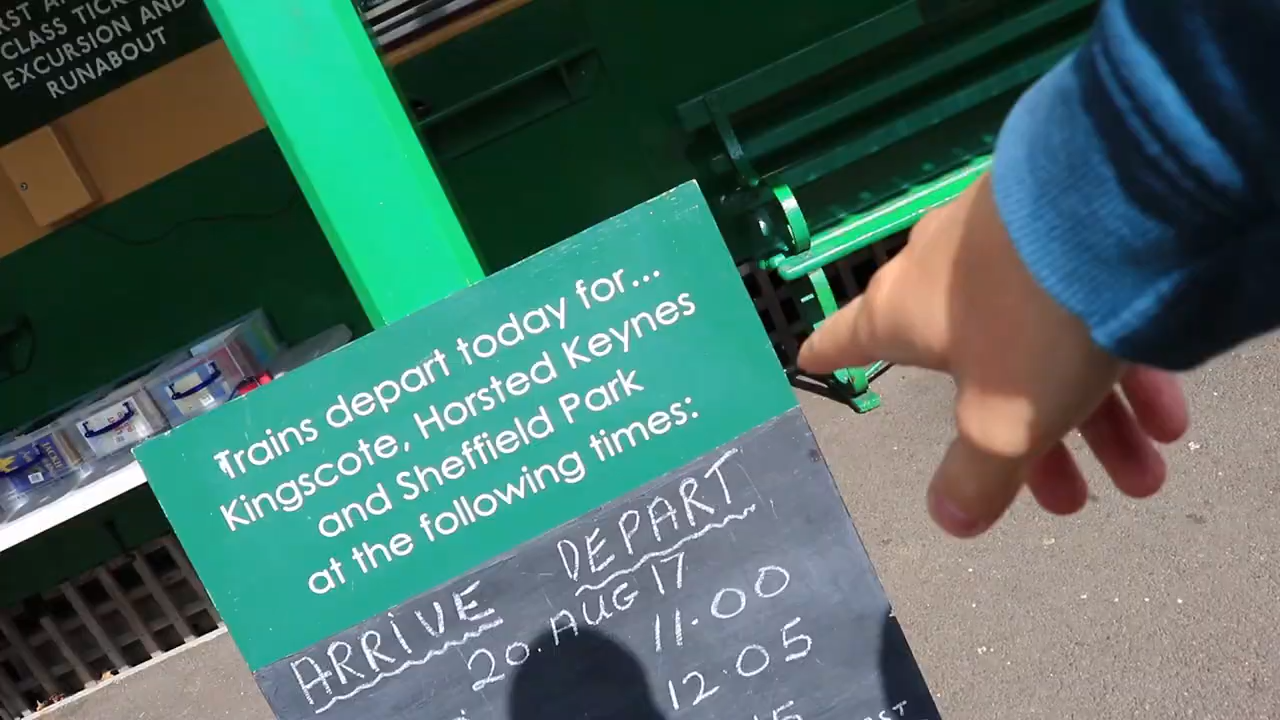 CLASS TICK
EXCURSION AND
RUNABOUT
Trains depart today for...
Kingscote, Horsted Keynes
and Sheffield Park
at the following times:
ARRIVE DEPART
20. AUG 17
11.00
12.05